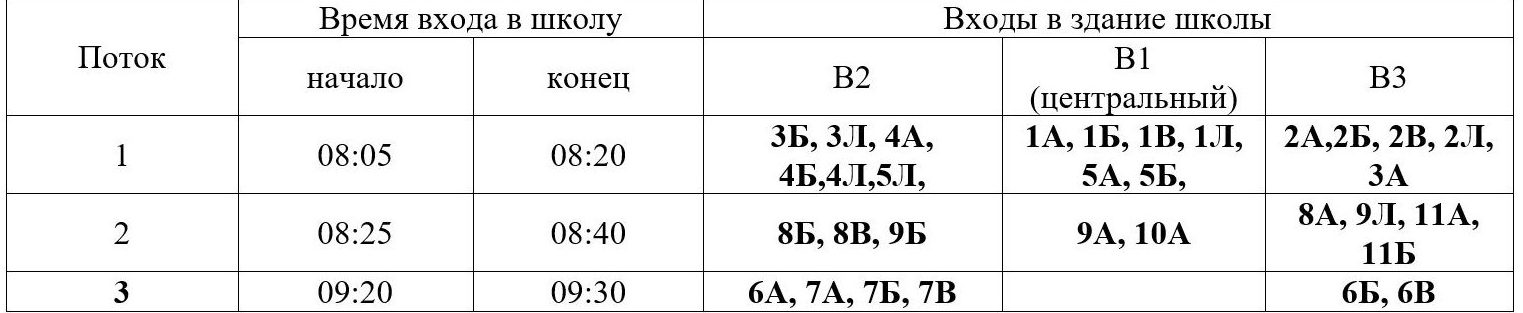 Поток
Время входа в школу
Входы в здание школы
начало
конец
В2
В1
(центральный)
В3
1
08:05
08:20
3Б, 3Л, 4А,
4Б,4Л,5Л,
1А, 1Б, 1В, 1Л,
5А, 5Б,
2А,2Б, 2В, 2Л,
3А
2
08:25
08:40
8Б, 8В, 9Б
9А, 10А
8А, 9Л, 11А,
11Б
3
09:20
09:30
6А, 7А, 7Б, 7В
6Б, 6В